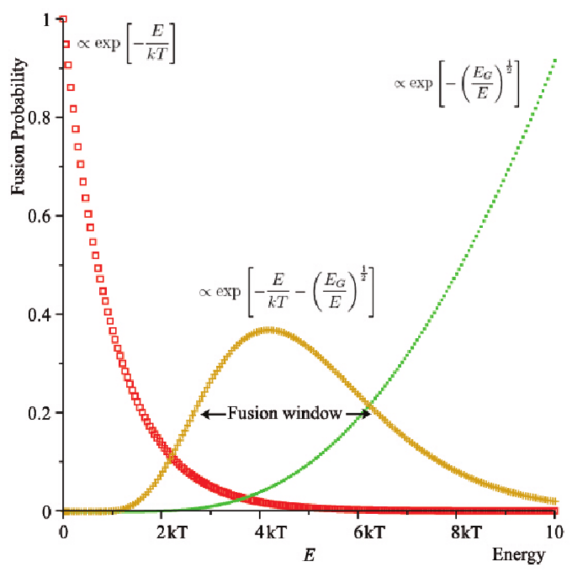 1
∝ exp [−E/kT]
∝ exp [−(E_G/E)^{1/2}]
0.8
Fusion Probability
0.6
∝ exp [−E/kT − (E_G/E)^{1/2}]
0.4
0.2
Fusion window
0
0 2kT 4kT 6kT 8kT 10
E Energy